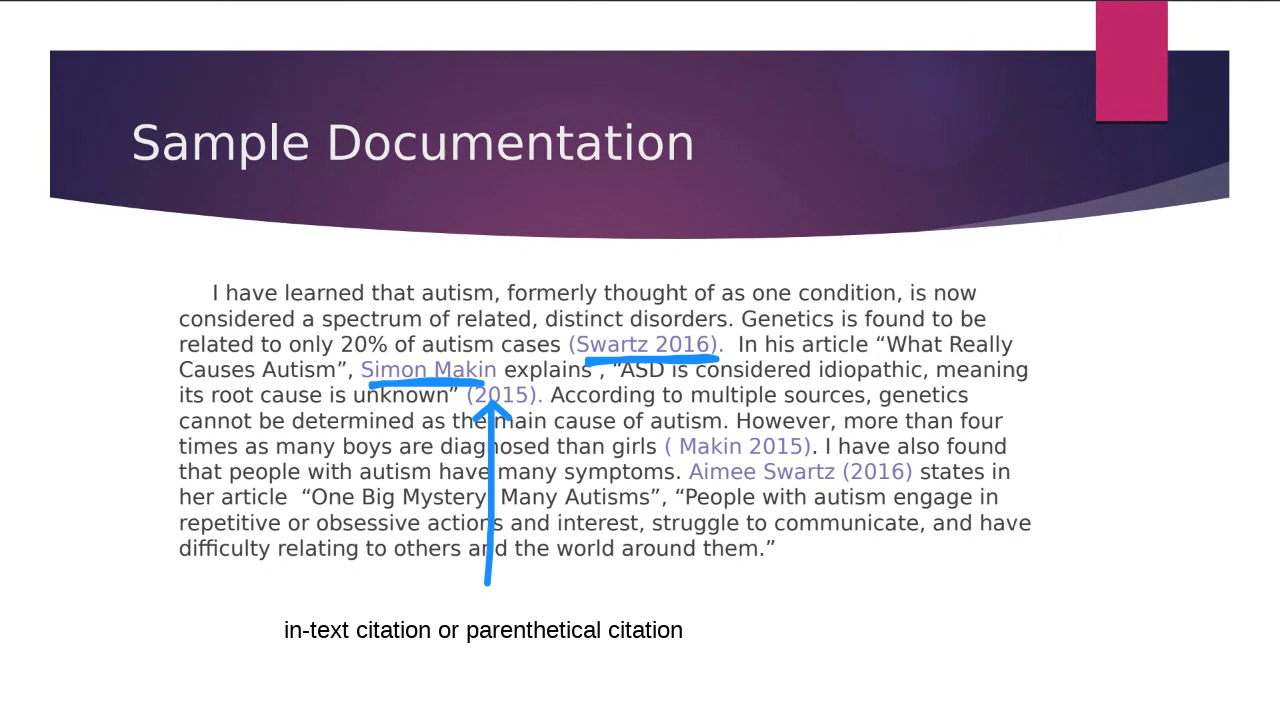 Sample Documentation
I have learned that autism, formerly thought of as one condition, is now
considered a spectrum of related, distinct disorders. Genetics is found to be
related to only 20% of autism cases (Swartz 2016).  In his article “What Really
Causes Autism”, Simon Makin explains , “ASD is considered idiopathic, meaning
its root cause is unknown” (2015). According to multiple sources, genetics
cannot be determined as the main cause of autism. However, more than four
times as many boys are diagnosed than girls ( Makin 2015). I have also found
that people with autism have many symptoms. Aimee Swartz (2016) states in
her article  “One Big Mystery, Many Autisms”, “People with autism engage in
repetitive or obsessive actions and interest, struggle to communicate, and have
difficulty relating to others and the world around them.”
in-text citation or parenthetical citation